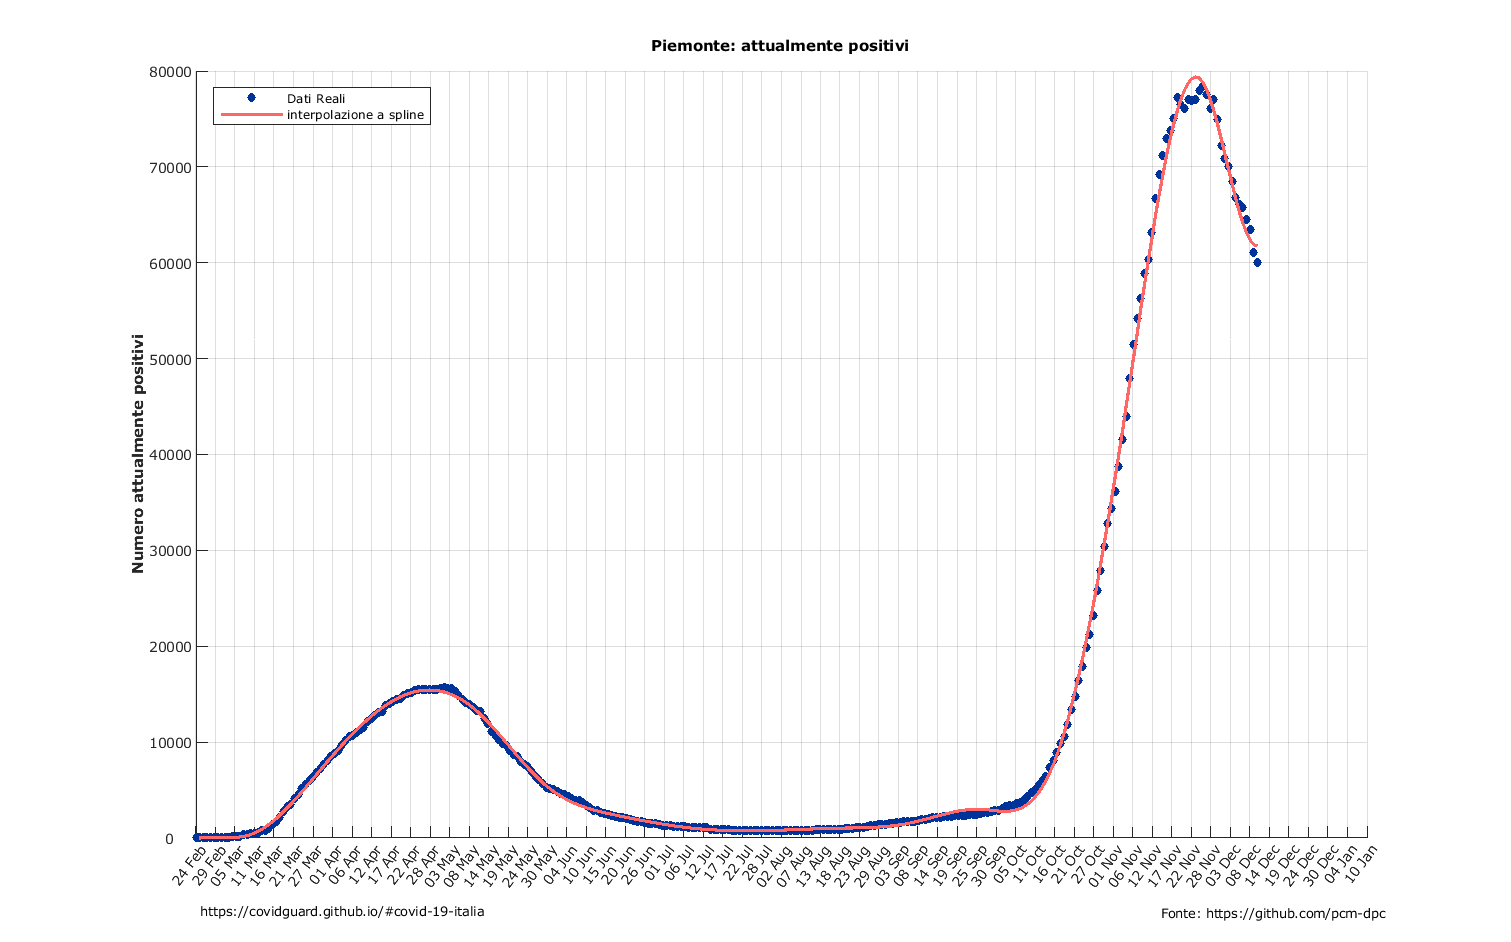 Piemonte: attualmente positivi
Dati Reali
interpolazione a spline
Numero attualmente positivi
80000
70000
60000
50000
40000
30000
20000
10000
0
24 Feb
29 Feb
05 Mar
11 Mar
16 Mar
21 Mar
27 Mar
01 Apr
06 Apr
12 Apr
17 Apr
22 Apr
28 Apr
03 May
08 May
14 May
19 May
24 May
30 May
04 Jun
10 Jun
15 Jun
20 Jun
26 Jun
01 Jul
06 Jul
12 Jul
17 Jul
22 Jul
28 Jul
02 Aug
07 Aug
13 Aug
18 Aug
23 Aug
29 Aug
03 Sep
08 Sep
14 Sep
19 Sep
25 Sep
30 Sep
05 Oct
11 Oct
16 Oct
21 Oct
27 Oct
01 Nov
06 Nov
12 Nov
17 Nov
22 Nov
28 Nov
03 Dec
08 Dec
14 Dec
19 Dec
24 Dec
30 Dec
04 Jan
10 Jan
https://covidguard.github.io/#covid-19-italia
Fonte: https://github.com/pcm-dpc